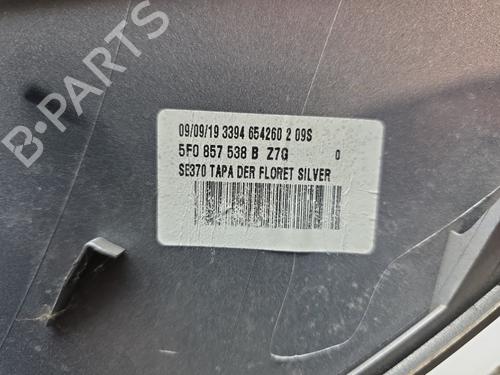 B-PARTS
09/09/19 3394 654260 2 09S
5F0 857 538 B Z7G 0
SE370 TAPA DER FLORET SILVER